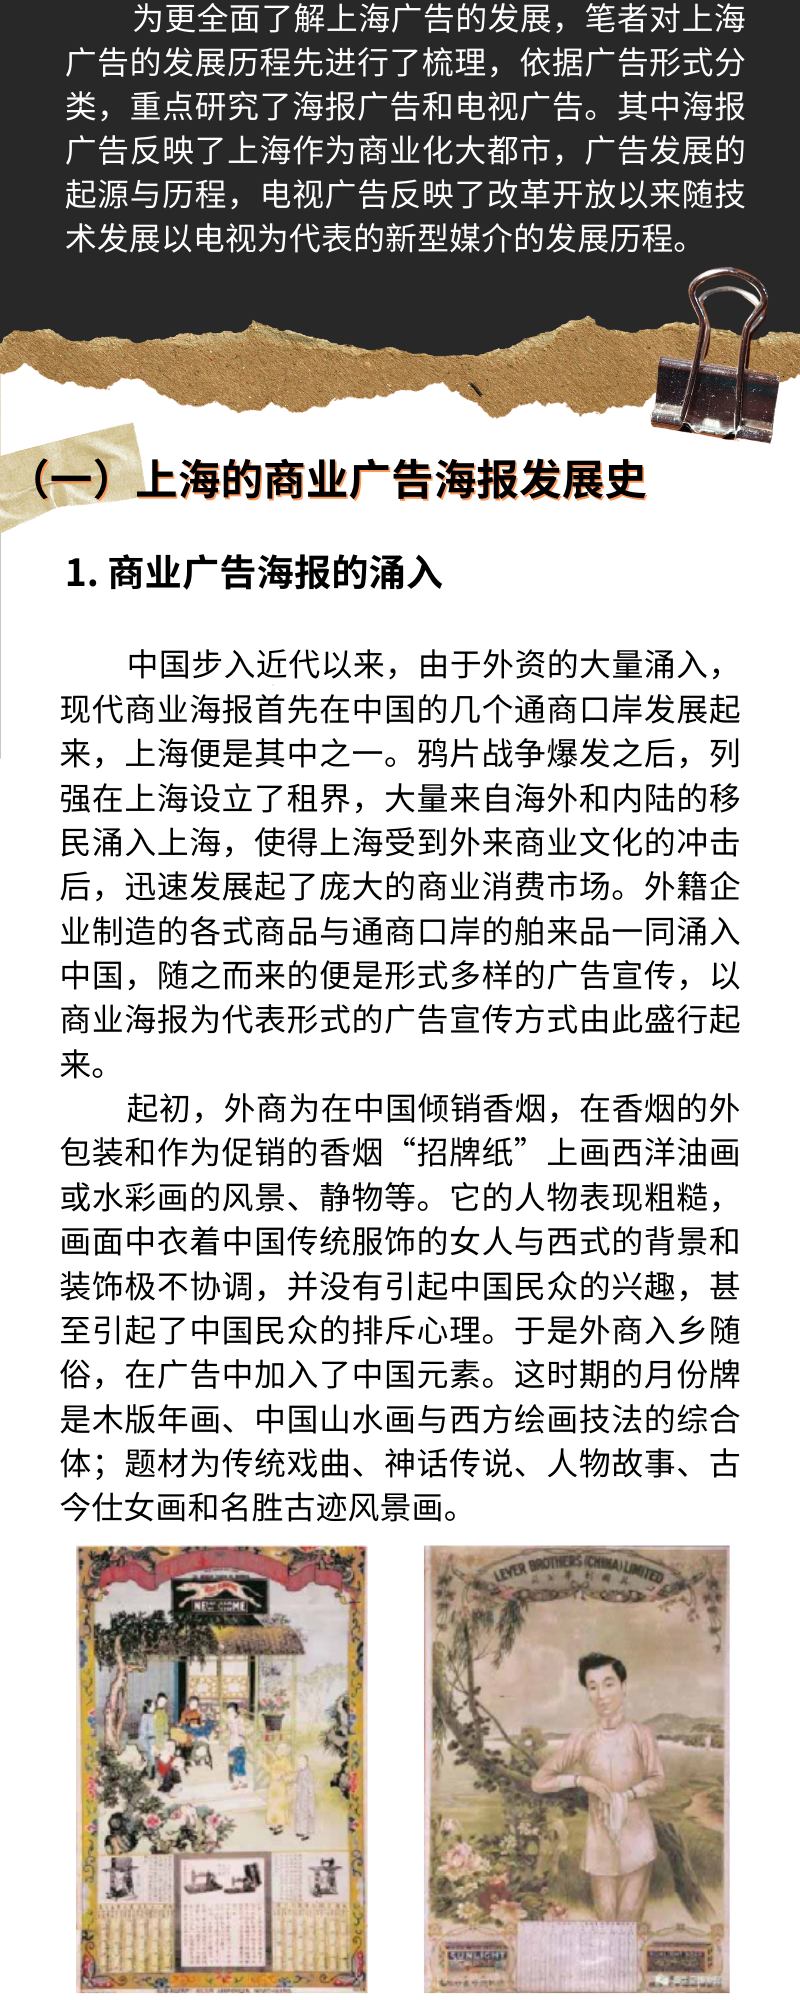 为更全面了解上海广告的发展，笔者对上海
广告的发展历程先进行了梳理，依据广告形式分
类，重点研究了海报广告和电视广告。其中海报
广告反映了上海作为商业化大都市，广告发展的
起源与历程，电视广告反映了改革开放以来随技
术发展以电视为代表的新型媒介的发展历程。
（一）上海的商业广告海报发展史
1. 商业广告海报的涌入
中国步入近代以来，由于外资的大量涌入，
现代商业海报首先在中国的几个通商口岸发展起
来，上海便是其中之一。鸦片战争爆发之后，列
强在上海设立了租界，大量来自海外和内陆的移
民涌入上海，使得上海受到外来商业文化的冲击
后，迅速发展起了庞大的商业消费市场。外籍企
业制造的各式商品与通商口岸的舶来品一同涌入
中国，随之而来的便是形式多样的广告宣传，以
商业海报为代表形式的广告宣传方式由此盛行起
来。
起初，外商为在中国倾销香烟，在香烟的外
包装和作为促销的香烟“招牌纸”上画西洋油画
或水彩画的风景、静物等。它的人物表现粗糙，
画面中衣着中国传统服饰的女人与西式的背景和
装饰极不协调，并没有引起中国民众的兴趣，甚
至引起了中国民众的排斥心理。于是外商入乡随
俗，在广告中加入了中国元素。这时期的月份牌
是木版年画、中国山水画与西方绘画技法的综合
体；题材为传统戏曲、神话传说、人物故事、古
今仕女画和名胜古迹风景画。
NEW HOME
LEVER BROTHERS (CHINA) LIMITED
SUNLIGHT